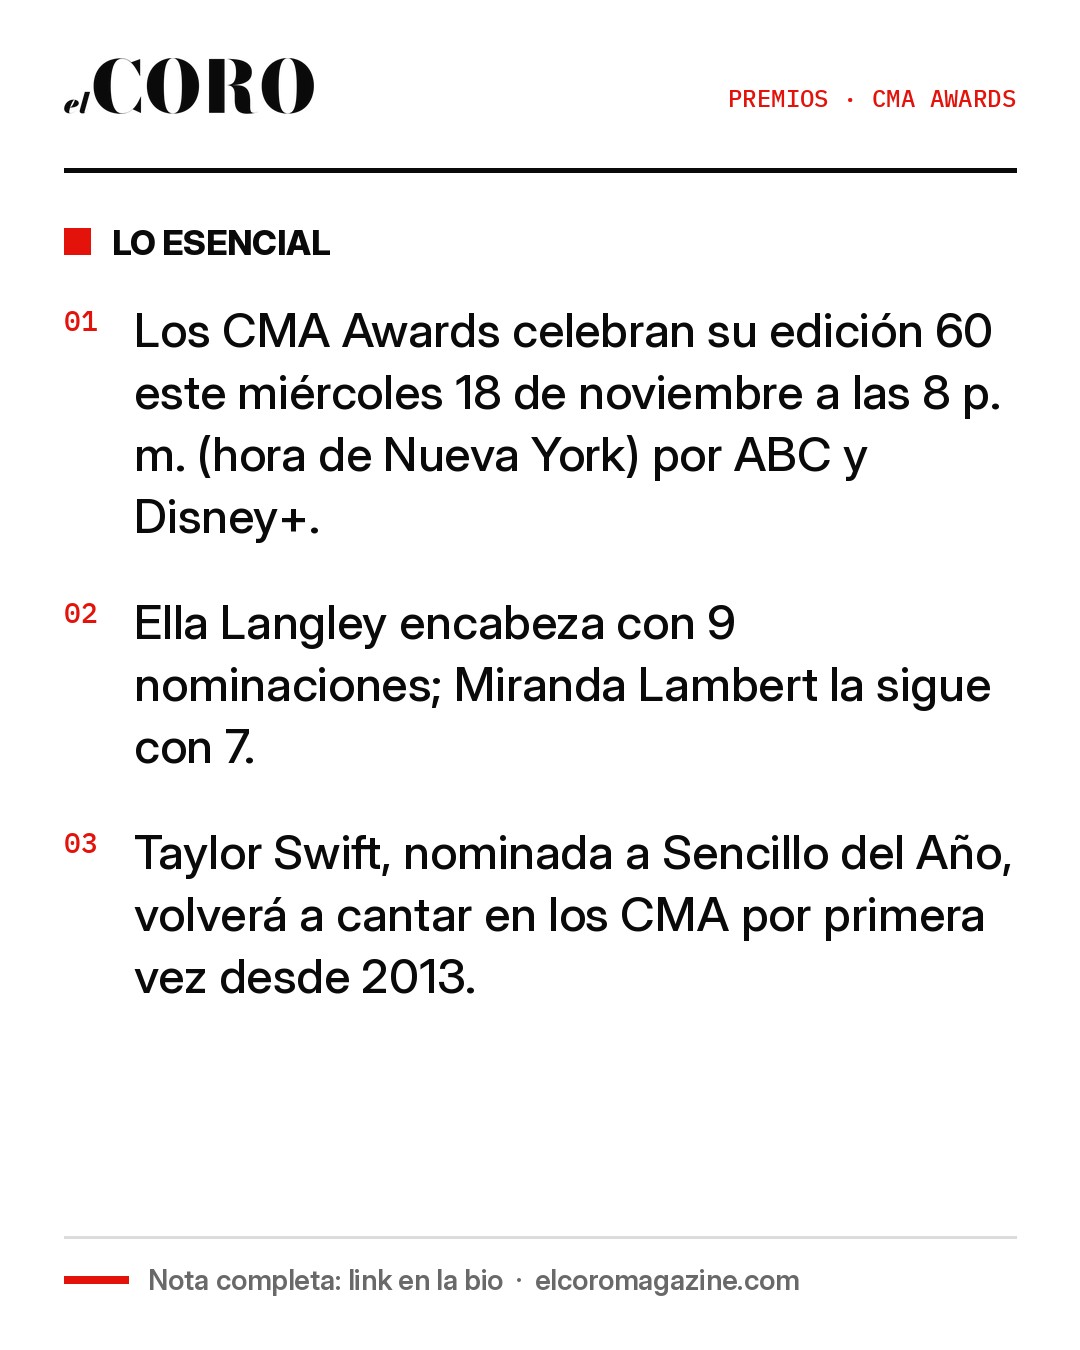 el CORO
PREMIOS · CMA AWARDS
LO ESENCIAL
01
Los CMA Awards celebran su edición 60
este miércoles 18 de noviembre a las 8 p.
m. (hora de Nueva York) por ABC y
Disney+.
02
Ella Langley encabeza con 9
nominaciones; Miranda Lambert la sigue
con 7.
03
Taylor Swift, nominada a Sencillo del Año,
volverá a cantar en los CMA por primera
vez desde 2013.
Nota completa: link en la bio · elcoromagazine.com